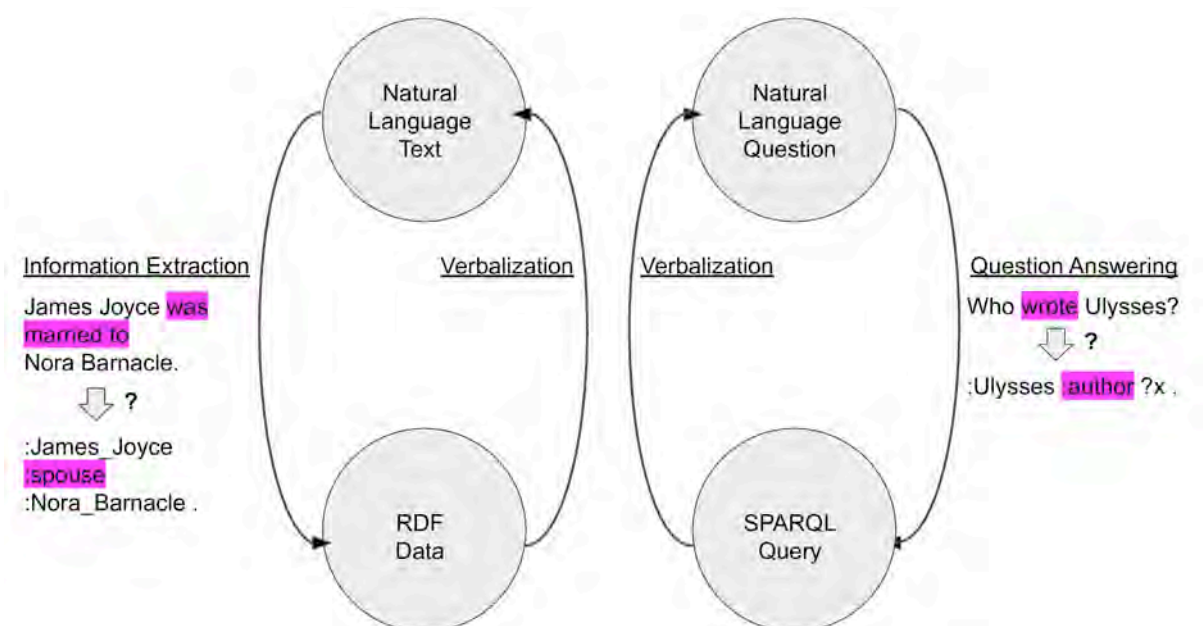 Natural
Language
Text
Natural
Language
Question
Information Extraction
James Joyce was
married to
Nora Barnacle.
?
:James_Joyce
:spouse
:Nora_Barnacle .
Verbalization
Verbalization
Question Answering
Who wrote Ulysses?
?
:Ulysses :author ?x .
RDF
Data
SPARQL
Query